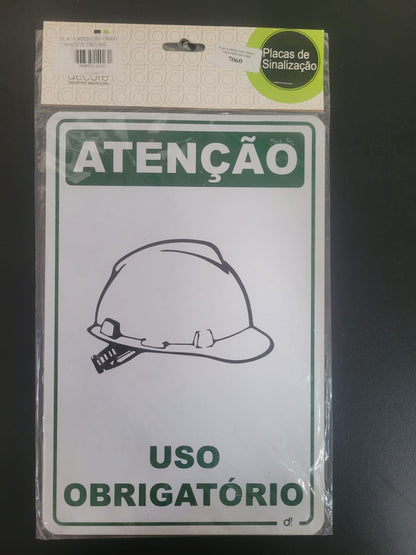 7060
Placas de
Sinalização
decore
ATENÇÃO
USO
OBRIGATÓRIO
d!